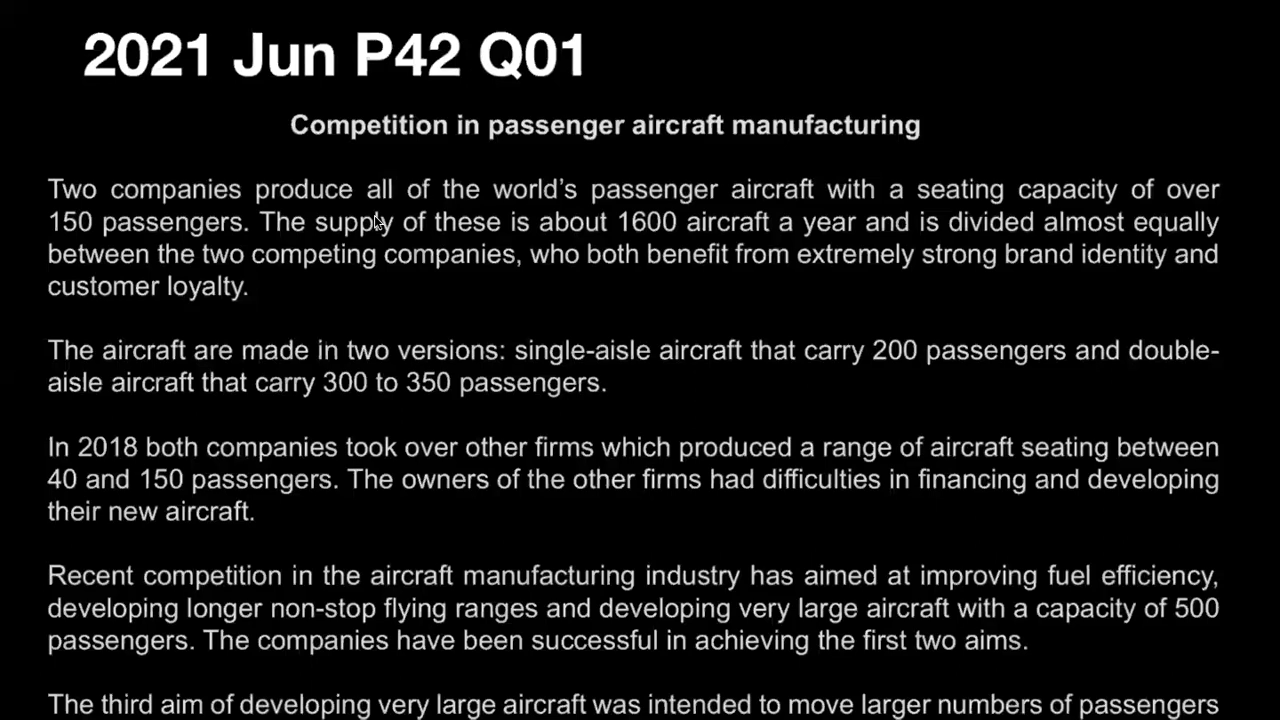 2021 Jun P42 Q01
Competition in passenger aircraft manufacturing
Two companies produce all of the world's passenger aircraft with a seating capacity of over
150 passengers. The supply of these is about 1600 aircraft a year and is divided almost equally
between the two competing companies, who both benefit from extremely strong brand identity and
customer loyalty.
The aircraft are made in two versions: single-aisle aircraft that carry 200 passengers and double-
aisle aircraft that carry 300 to 350 passengers.
In 2018 both companies took over other firms which produced a range of aircraft seating between
40 and 150 passengers. The owners of the other firms had difficulties in financing and developing
their new aircraft.
Recent competition in the aircraft manufacturing industry has aimed at improving fuel efficiency,
developing longer non-stop flying ranges and developing very large aircraft with a capacity of 500
passengers. The companies have been successful in achieving the first two aims.
The third aim of developing very large aircraft was intended to move larger numbers of passengers